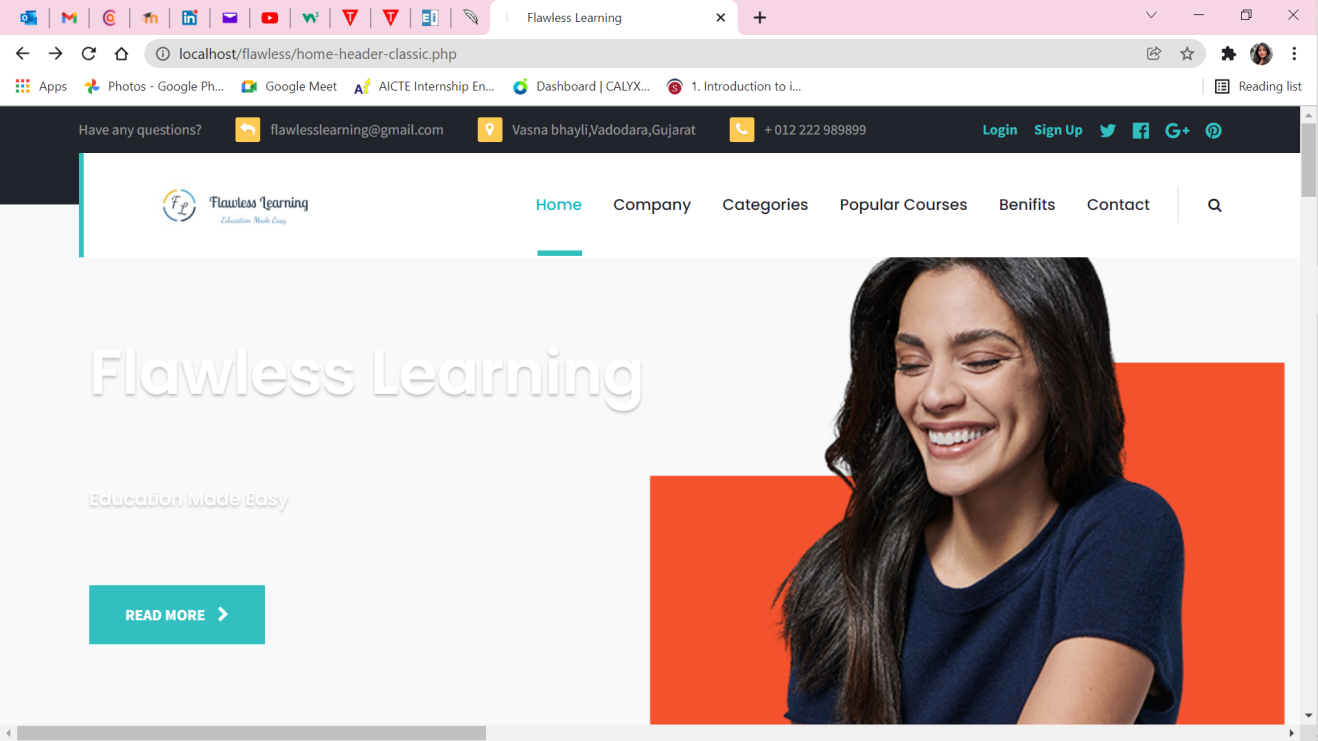 Flawless Learning
localhost/flawless/home-header-classic.php
Apps Photos - Google Ph... Google Meet AICTE Internship En... Dashboard | CALYX... 1. Introduction to i... Reading list
Have any questions? flawlesslearning@gmail.com Vasna bhayli,Vadodara,Gujarat + 012 222 989899 Login Sign Up
FL Flawless Learning
Education Made Easy
Home Company Categories Popular Courses Benifits Contact
Flawless Learning
Education Made Easy
READ MORE